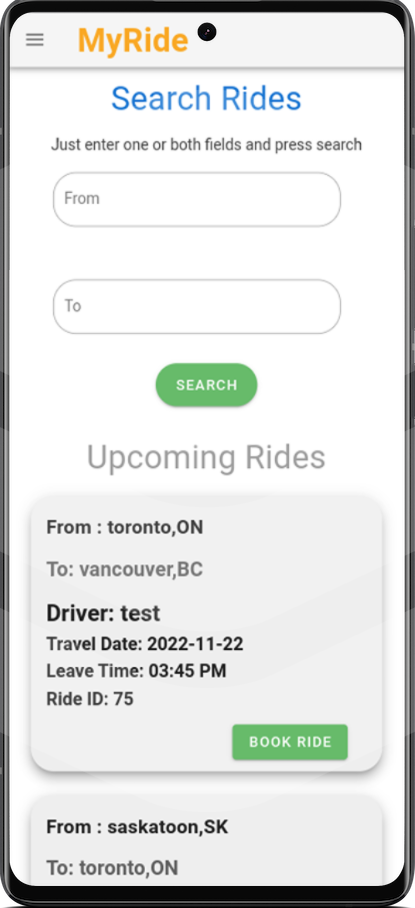 MyRide
Search Rides
Just enter one or both fields and press search
From
To
SEARCH
Upcoming Rides
From : toronto,ON
To: vancouver,BC
Driver: test
Travel Date: 2022-11-22
Leave Time: 03:45 PM
Ride ID: 75
BOOK RIDE
From : saskatoon,SK
To: toronto,ON